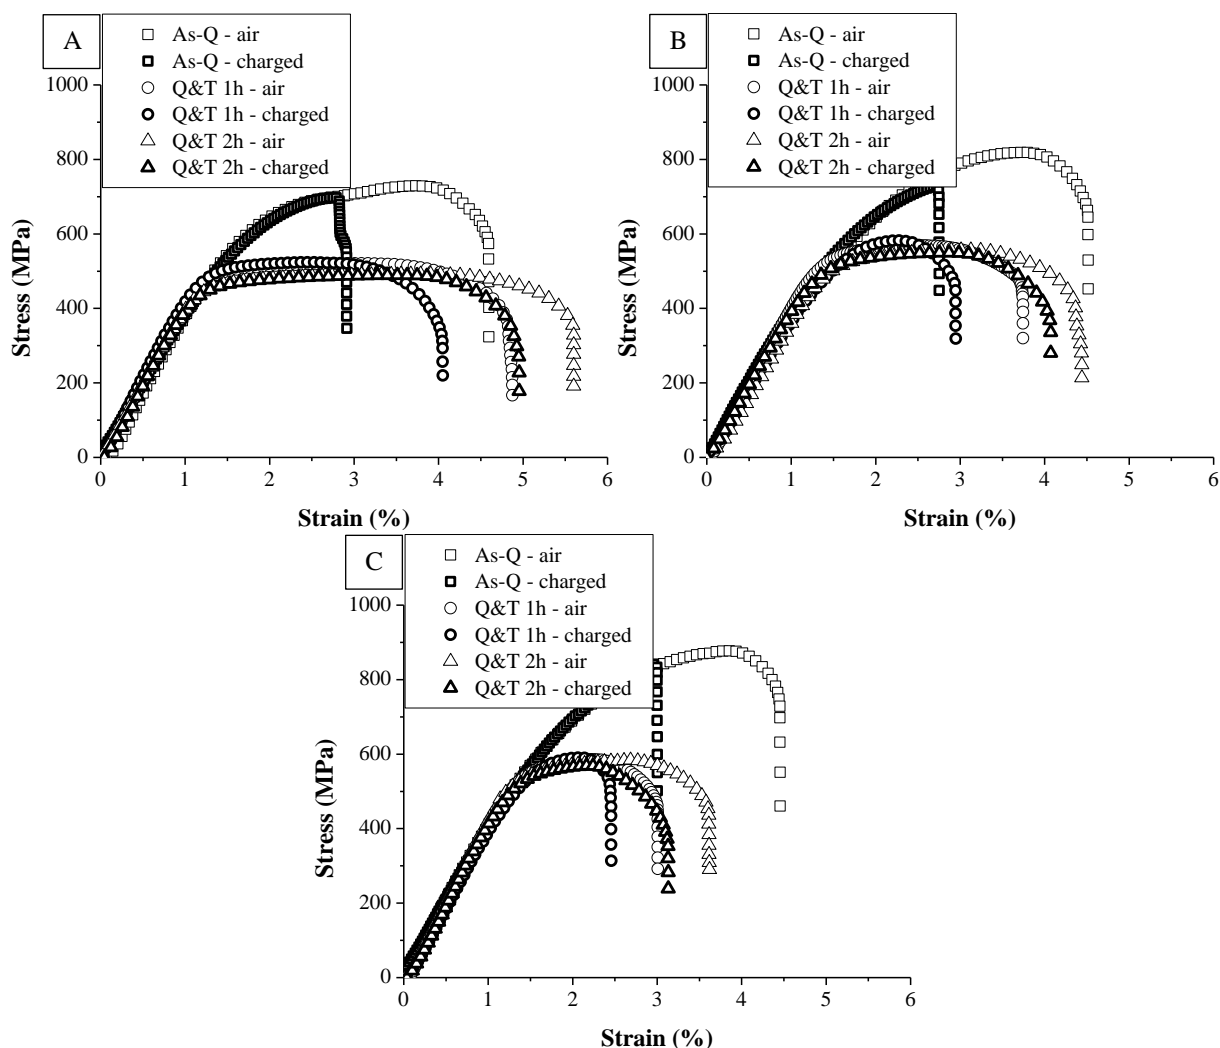 A
As-Q - air
As-Q - charged
Q&T 1h - air
Q&T 1h - charged
Q&T 2h - air
Q&T 2h - charged
1000
800
600
400
200
0
Stress (MPa)
0 1 2 3 4 5 6
Strain (%)
B
As-Q - air
As-Q - charged
Q&T 1h - air
Q&T 1h - charged
Q&T 2h - air
Q&T 2h - charged
1000
800
600
400
200
0
Stress (MPa)
0 1 2 3 4 5 6
Strain (%)
C
As-Q - air
As-Q - charged
Q&T 1h - air
Q&T 1h - charged
Q&T 2h - air
Q&T 2h - charged
1000
800
600
400
200
0
Stress (MPa)
0 1 2 3 4 5 6
Strain (%)